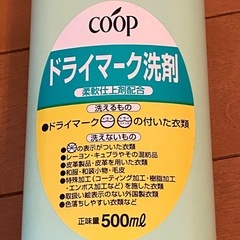 coop
ドライマーク洗剤
柔軟仕上剤配合
洗えるもの
●ドライマークの付いた衣類
洗えないもの
●の表示がついた衣類
●レーヨン・キュプラやその混紡品
●皮革製品・皮革を用いた衣類
●和服・和装小物・毛皮
●特殊加工(コーティング加工・樹脂加工
・エンボス加工など)を施した衣類
●取扱い絵表示のない外国製衣類
●色落ちしやすい衣類など
正味量500ml